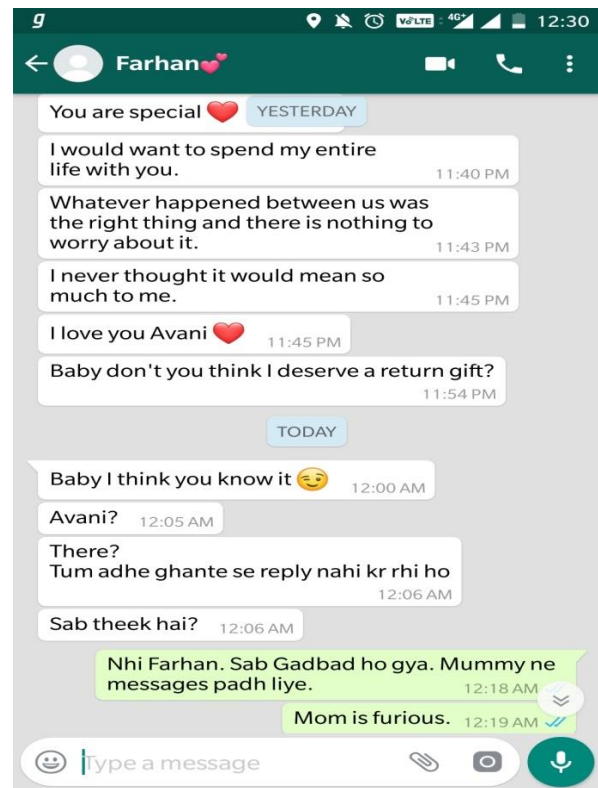 g VoLTE 4G+ 12:30
Farhan💕
You are special ❤️ YESTERDAY
I would want to spend my entire
life with you. 11:40 PM
Whatever happened between us was
the right thing and there is nothing to
worry about it. 11:43 PM
I never thought it would mean so
much to me. 11:45 PM
I love you Avani ❤️ 11:45 PM
Baby don't you think I deserve a return gift?
11:54 PM
TODAY
Baby I think you know it 😉 12:00 AM
Avani? 12:05 AM
There?
Tum adhe ghante se reply nahi kr rhi ho
12:06 AM
Sab theek hai? 12:06 AM
Nhi Farhan. Sab Gadbad ho gya. Mummy ne
messages padh liye. 12:18 AM
Mom is furious. 12:19 AM
Type a message